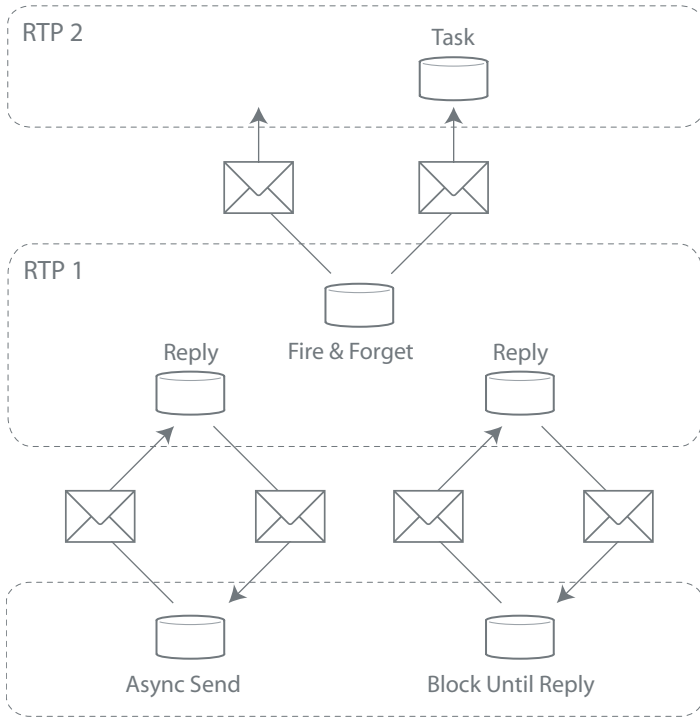 RTP 2
Task
RTP 1
Fire & Forget
Reply
Reply
Async Send
Block Until Reply